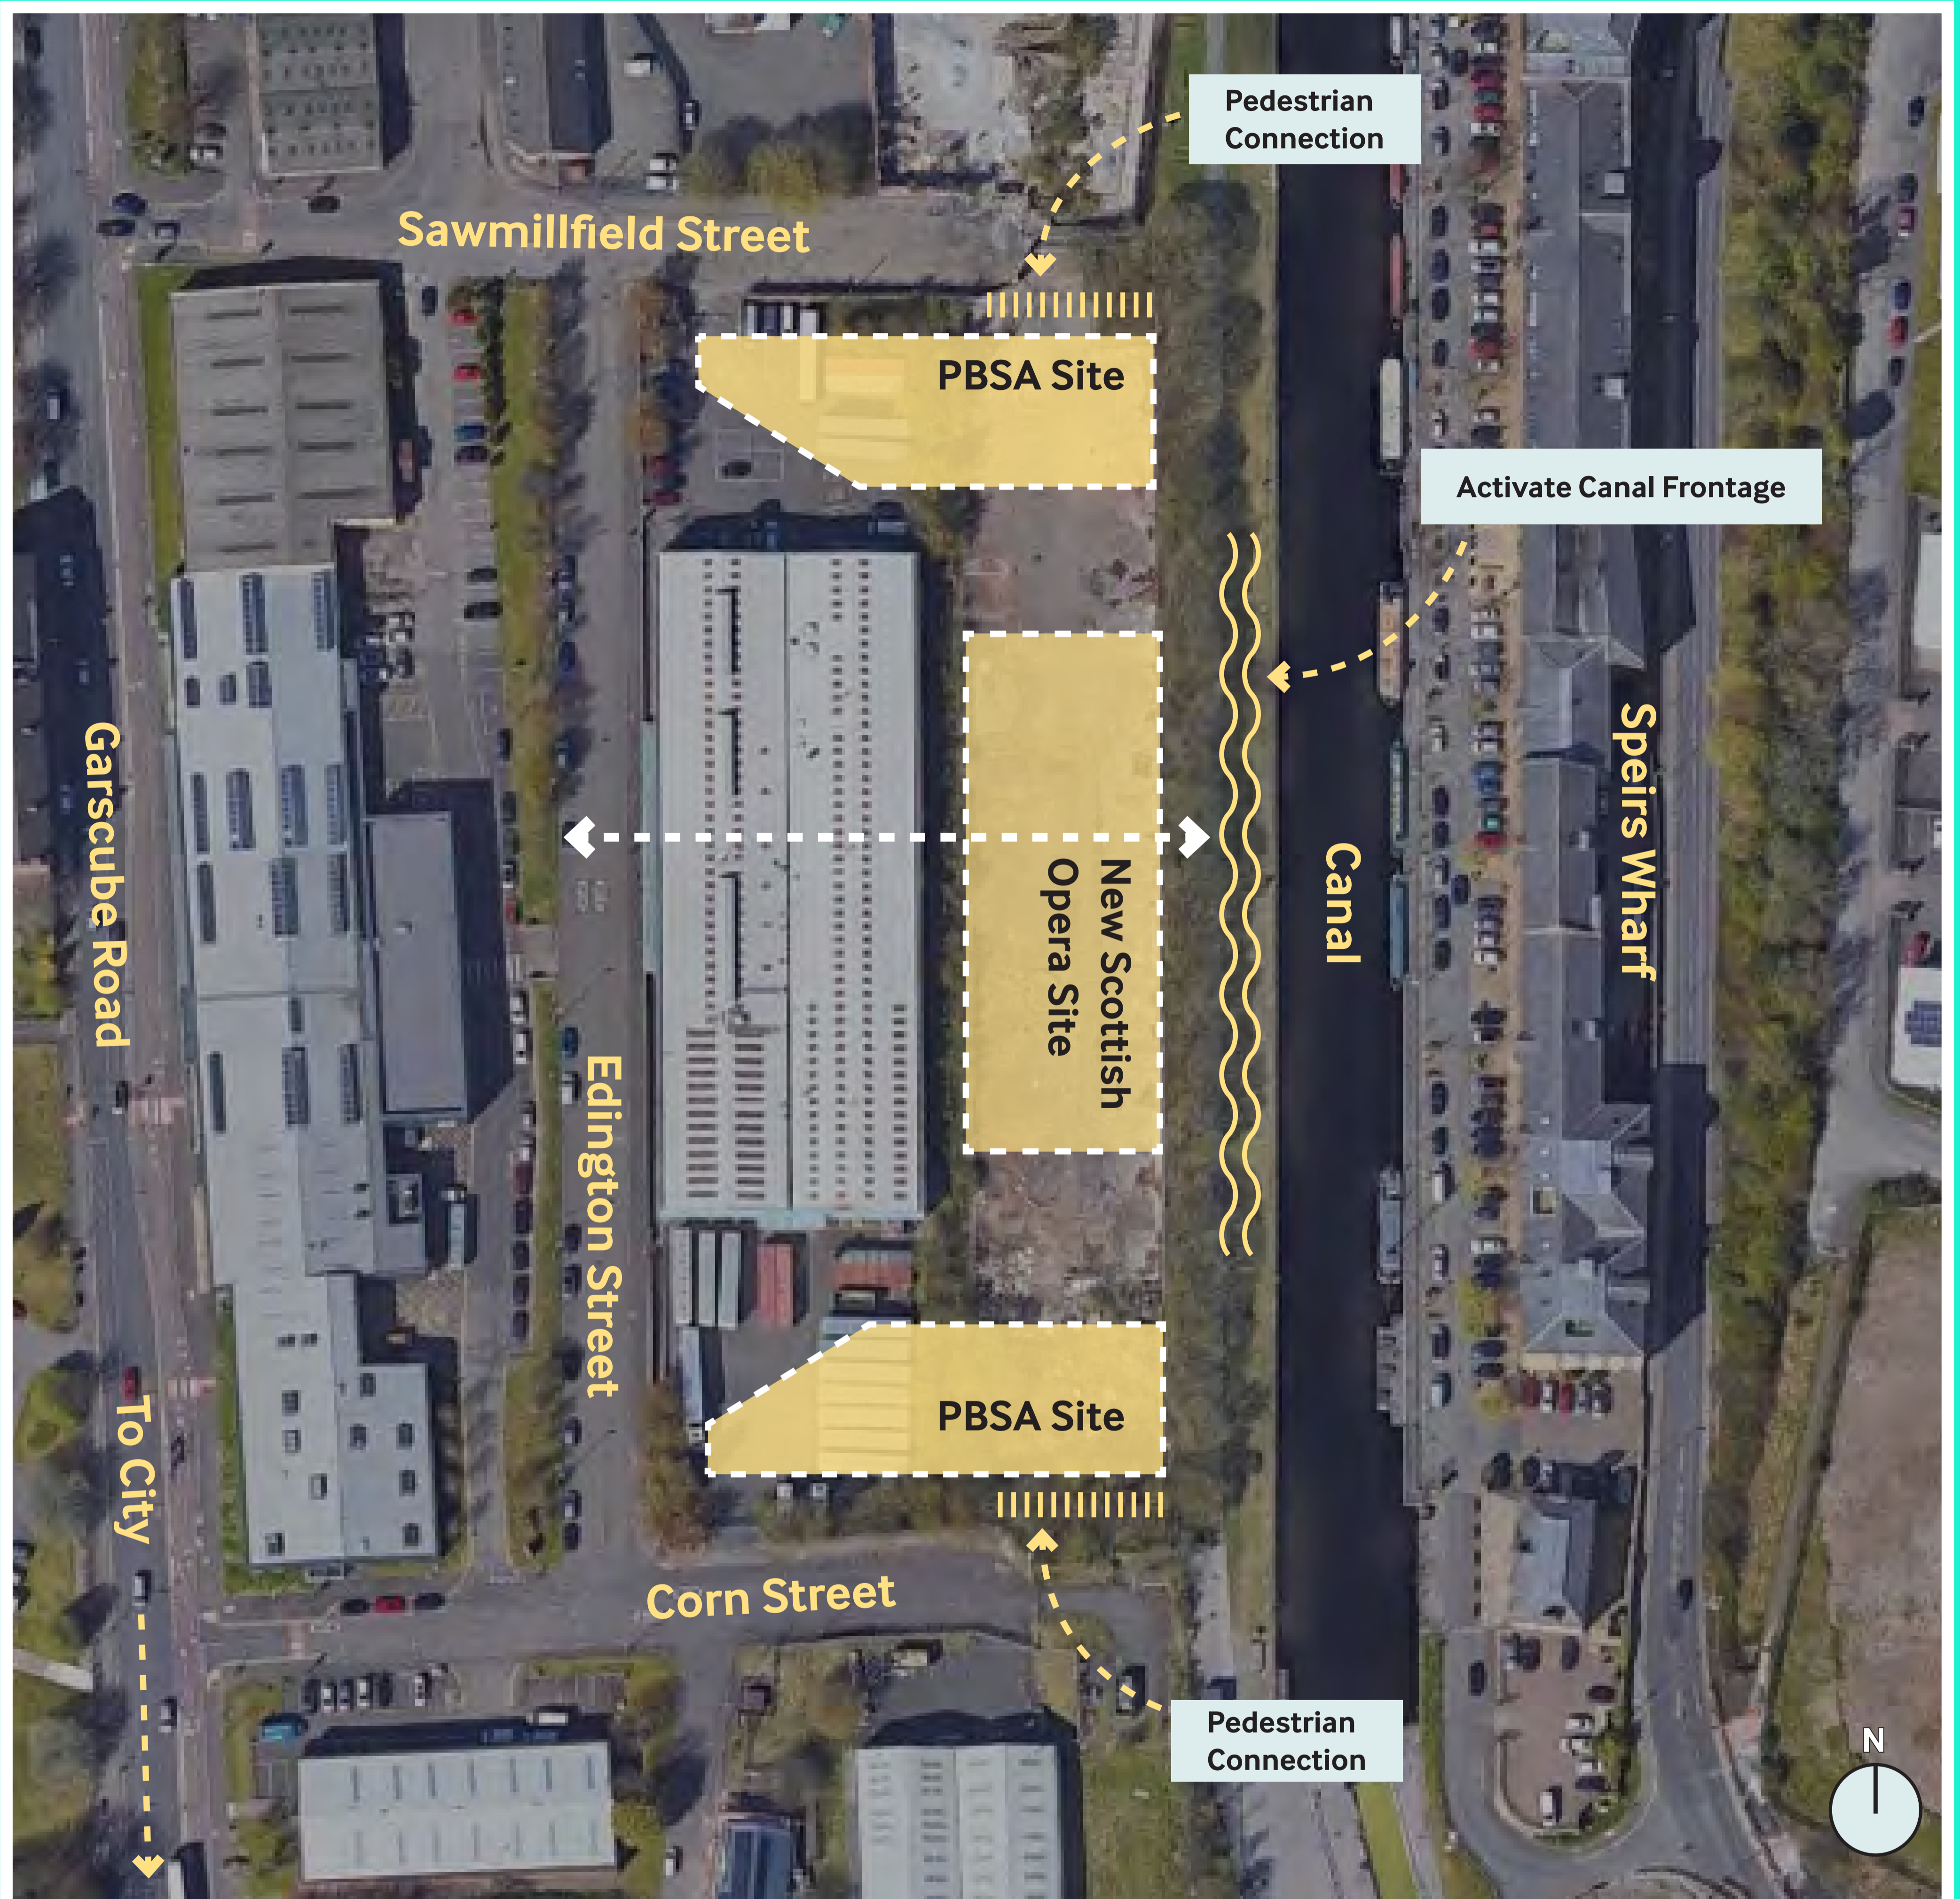 Pedestrian
Connection
Sawmillfield Street
PBSA Site
Activate Canal Frontage
Garscube Road
Edington Street
New Scottish
Opera Site
Canal
Speirs Wharf
PBSA Site
To City
Corn Street
Pedestrian
Connection
N